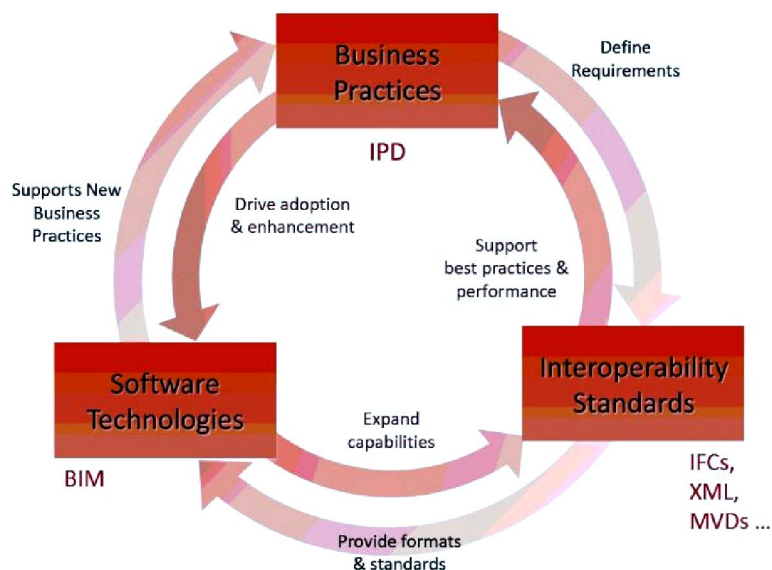 Business
Practices
IPD
Define
Requirements
Supports New
Business
Practices
Drive adoption
& enhancement
Support
best practices &
performance
Software
Technologies
BIM
Interoperability
Standards
IFCs,
XML,
MVDs ...
Expand
capabilities
Provide formats
& standards